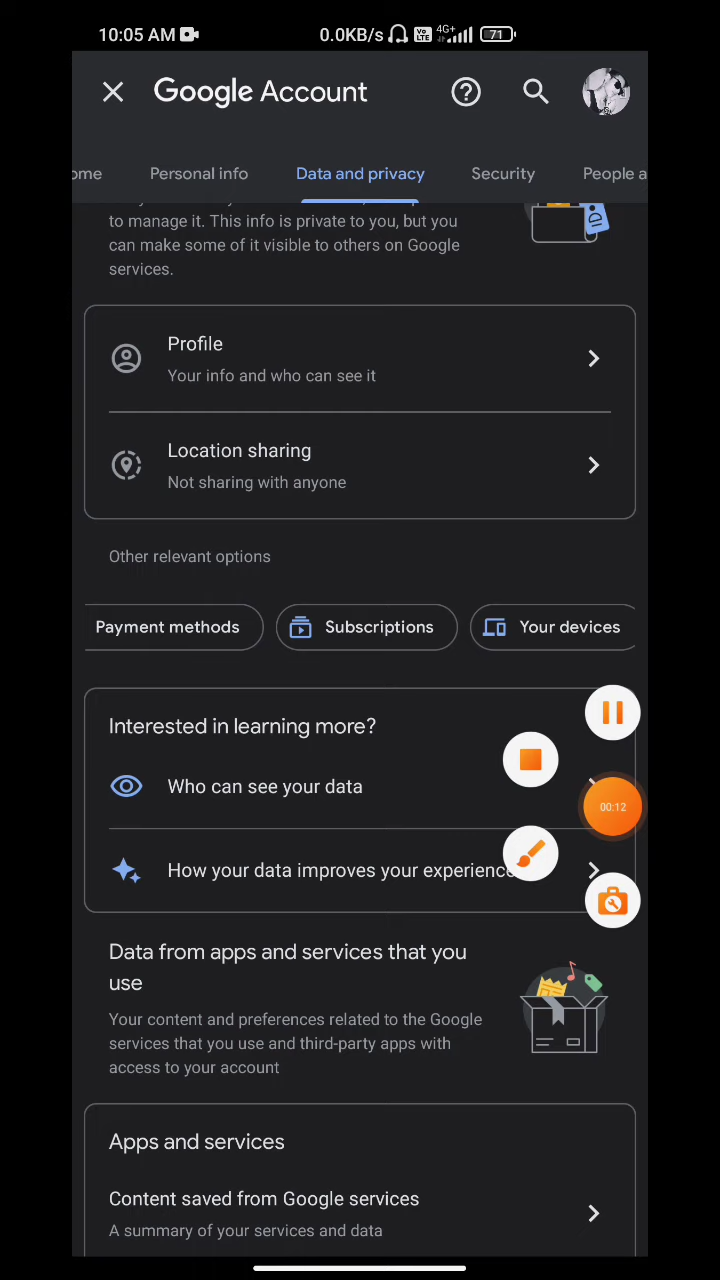 10:05 AM 0.0KB/s Vo LTE 4G+ 71
Google Account
ome Personal info Data and privacy Security People a
to manage it. This info is private to you, but you
can make some of it visible to others on Google
services.
Profile
Your info and who can see it
Location sharing
Not sharing with anyone
Other relevant options
Payment methods Subscriptions Your devices
Interested in learning more?
Who can see your data
00:12
How your data improves your experience
Data from apps and services that you
use
Your content and preferences related to the Google
services that you use and third-party apps with
access to your account
Apps and services
Content saved from Google services
A summary of your services and data